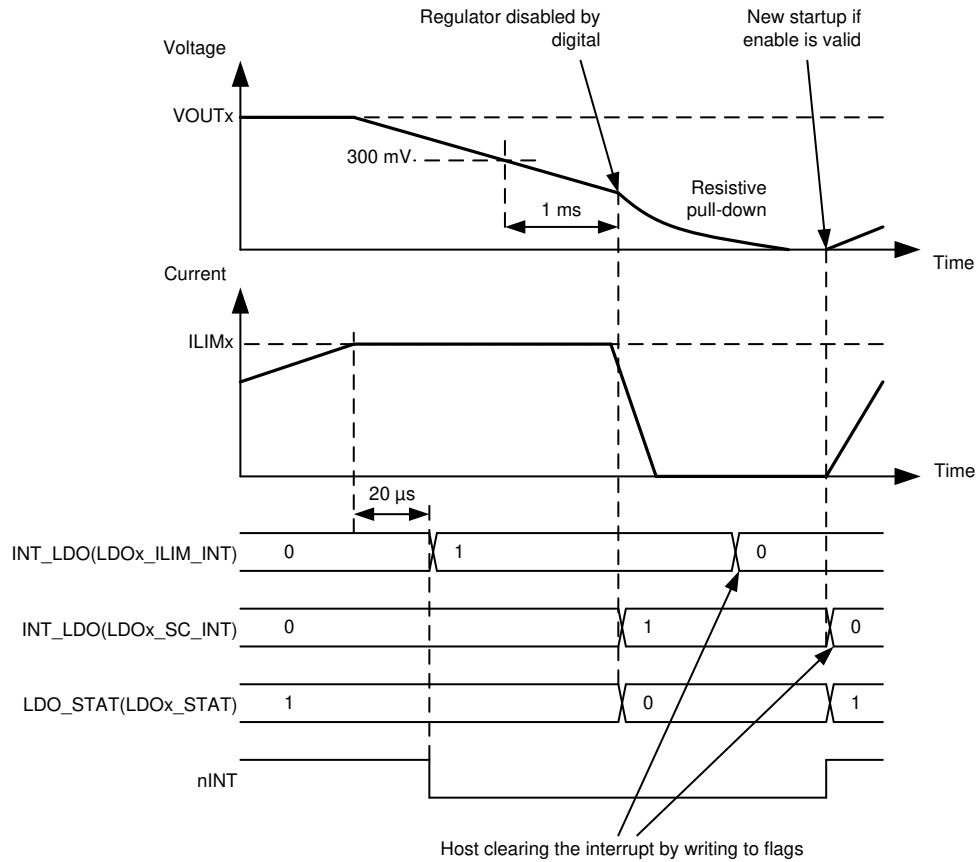 Regulator disabled by
digital
New startup if
enable is valid
Voltage
VOUTx
300 mV
1 ms
Resistive
pull-down
Time
Current
ILIMx
Time
20 µs
INT_LDO(LDOx_ILIM_INT) 0 1 0
INT_LDO(LDOx_SC_INT) 0 1 0
LDO_STAT(LDOx_STAT) 1 0 1
nINT
Host clearing the interrupt by writing to flags